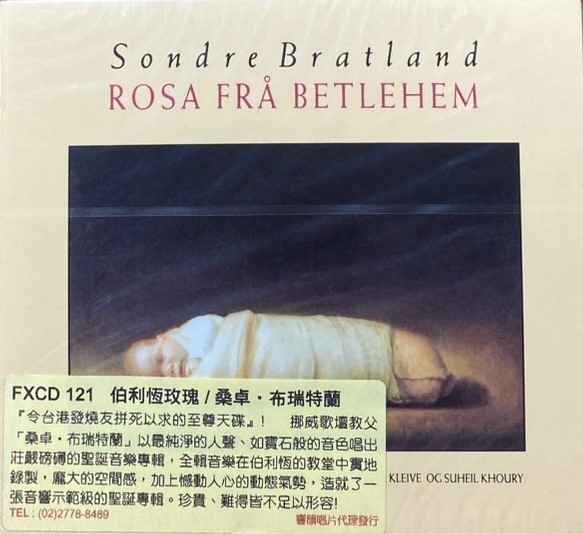 Sondre Bratland
ROSA FRÅ BETLEHEM
KLEIVE OG SUHEIL KHOURY
FXCD 121 伯利恆玫瑰 / 桑卓·布瑞特蘭
『令台港發燒友拼死以求的至尊天碟』! 挪威歌壇教父
「桑卓·布瑞特蘭」以最純淨的人聲、如寶石般的音色唱出
莊嚴磅礡的聖誕音樂專輯，全輯音樂在伯利恆的教堂中實地
錄製，龐大的空間感，加上憾動人心的動態氣勢，造就了一
張音響示範級的聖誕專輯。珍貴、難得皆不足以形容!
TEL : (02)2778-8489
響韻唱片代理發行